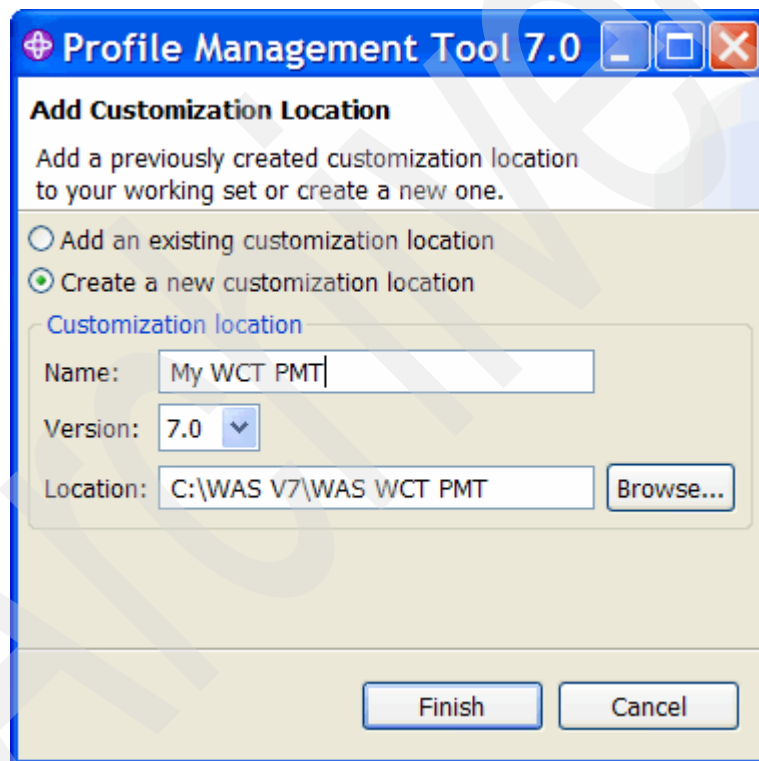 Profile Management Tool 7.0
Add Customization Location
Add a previously created customization location
to your working set or create a new one.
Add an existing customization location
Create a new customization location
Customization location
Name: My WCT PMT
Version: 7.0
Location: C:\WAS V7\WAS WCT PMT Browse...
Finish Cancel